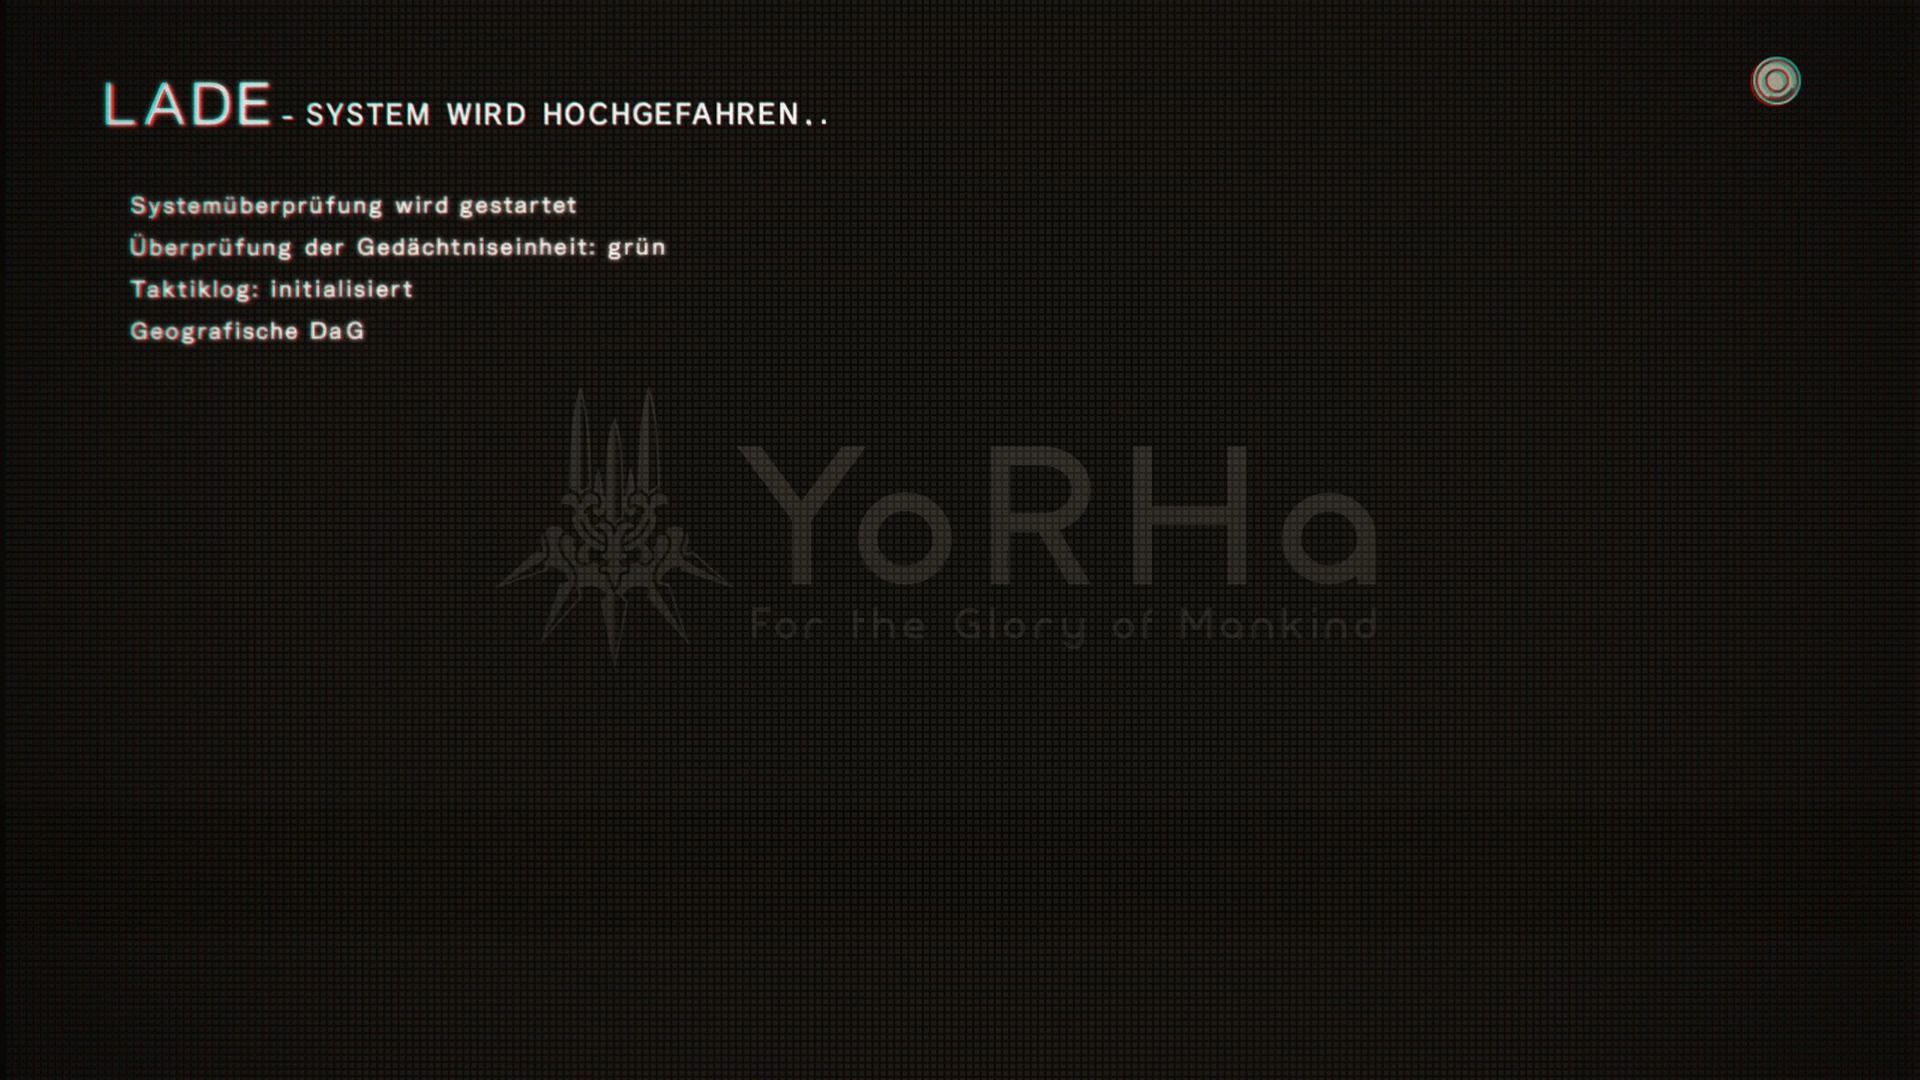 LADE - SYSTEM WIRD HOCHGEFAHREN..
Systemüberprüfung wird gestartet
Überprüfung der Gedächtniseinheit: grün
Taktiklog: initialisiert
Geografische DaG
YoRHa
For the Glory of Mankind